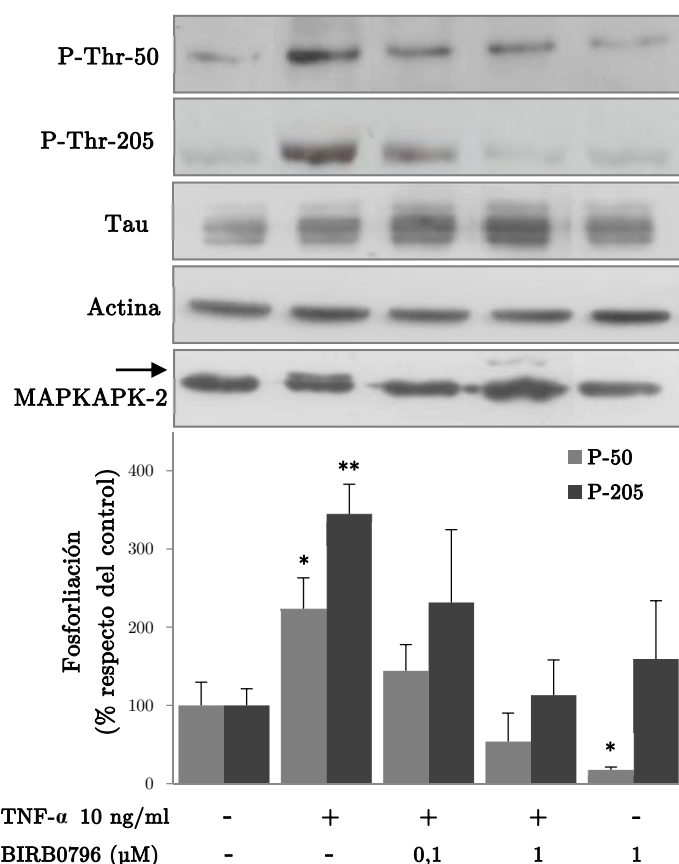 P-Thr-50
P-Thr-205
Tau
Actina
MAPKAPK-2
Fosforliación
(% respecto del control)
400
300
200
100
0
P-50
P-205
*
**
*
TNF-α 10 ng/ml - + + + -
BIRB0796 (µM) - - 0,1 1 1